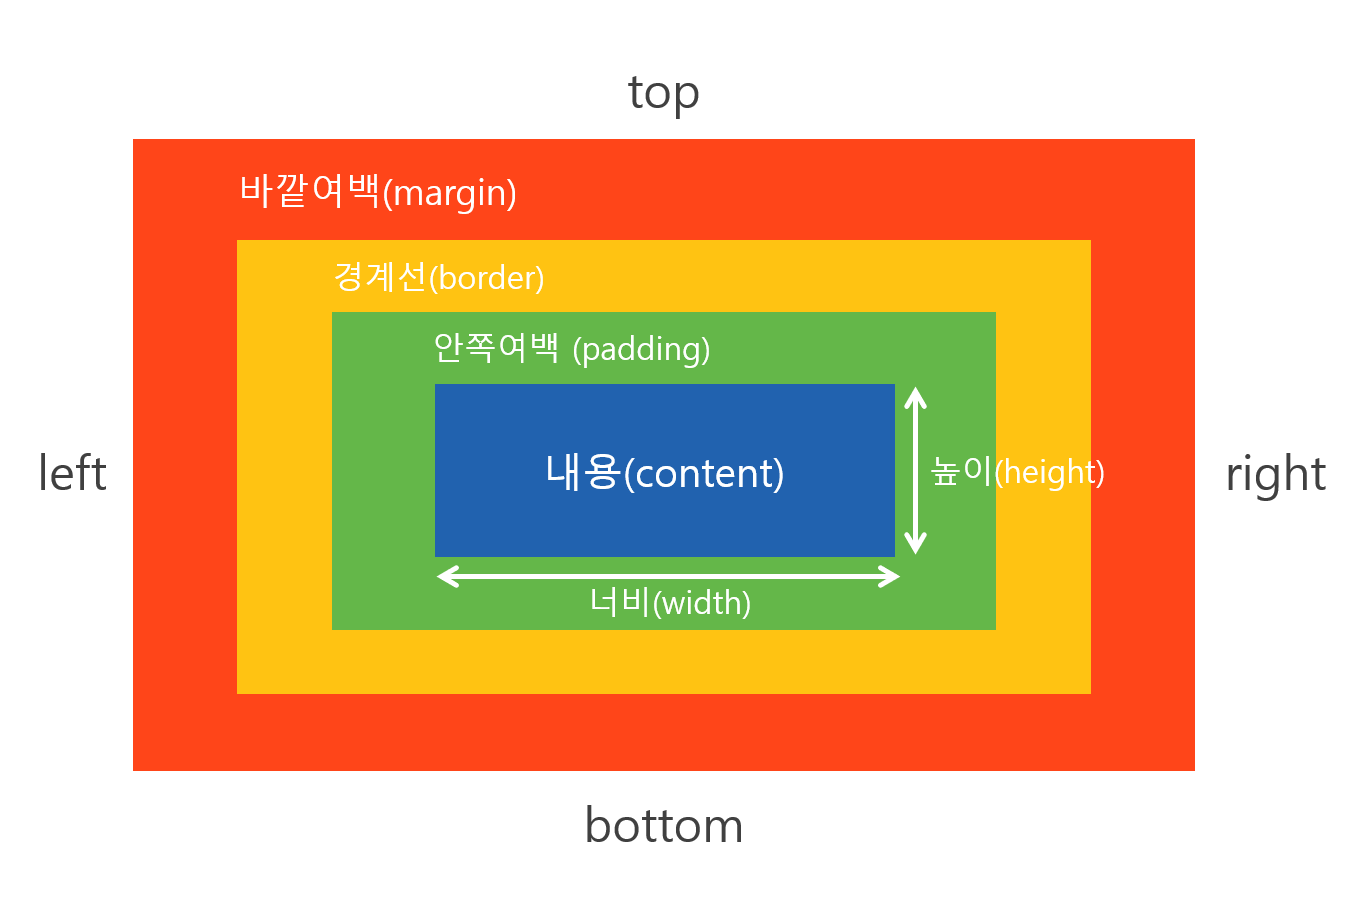 top
바깥여백(margin)
경계선(border)
안쪽여백 (padding)
left
내용(content)
높이(height)
right
너비(width)
bottom